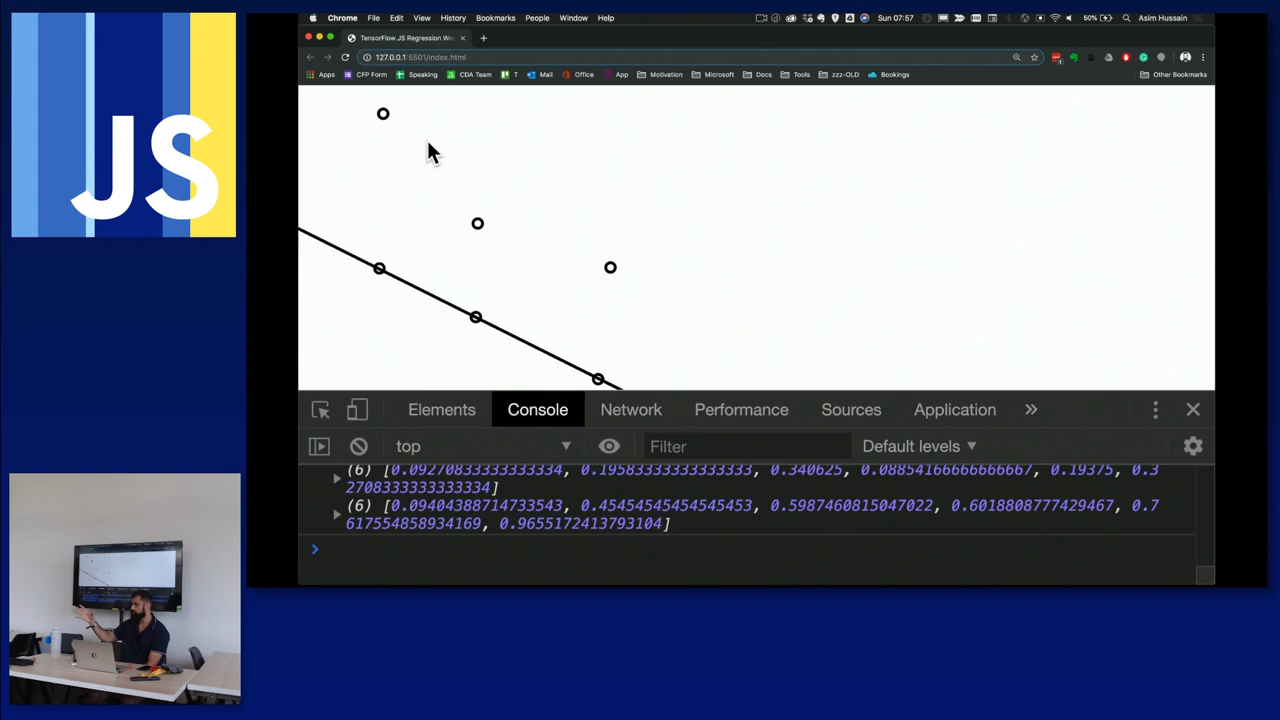 JS
Chrome File Edit View History Bookmarks People Window Help Sun 07:57 50% Asim Hussain
TensorFlow.JS Regression Wor
127.0.0.1:5501/index.html
Apps CFP Form Speaking CDA Team T Mail Office App Motivation Microsoft Docs Tools zzz-OLD Bookings Other Bookmarks
Elements Console Network Performance Sources Application »
top Filter Default levels
(6) [0.09270833333333334, 0.19583333333333333, 0.340625, 0.08854166666666667, 0.19375, 0.3
2708333333333334]
(6) [0.09404388714733543, 0.45454545454545453, 0.5987460815047022, 0.6018808777429467, 0.7
617554858934169, 0.9655172413793104]
>